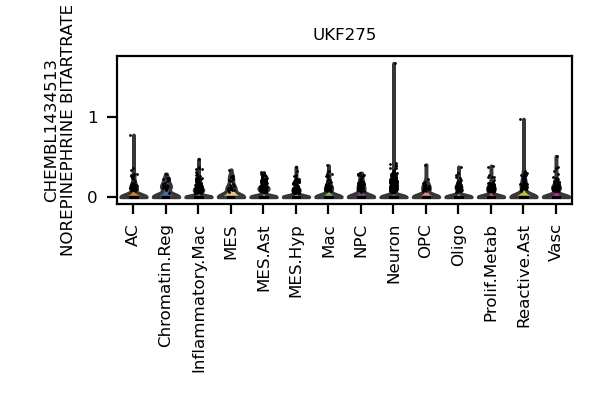 UKF275
CHEMBL1434513
NOREPINEPHRINE BITARTRATE
1
0
AC
Chromatin.Reg
Inflammatory.Mac
MES
MES.Ast
MES.Hyp
Mac
NPC
Neuron
OPC
Oligo
Prolif.Metab
Reactive.Ast
Vasc